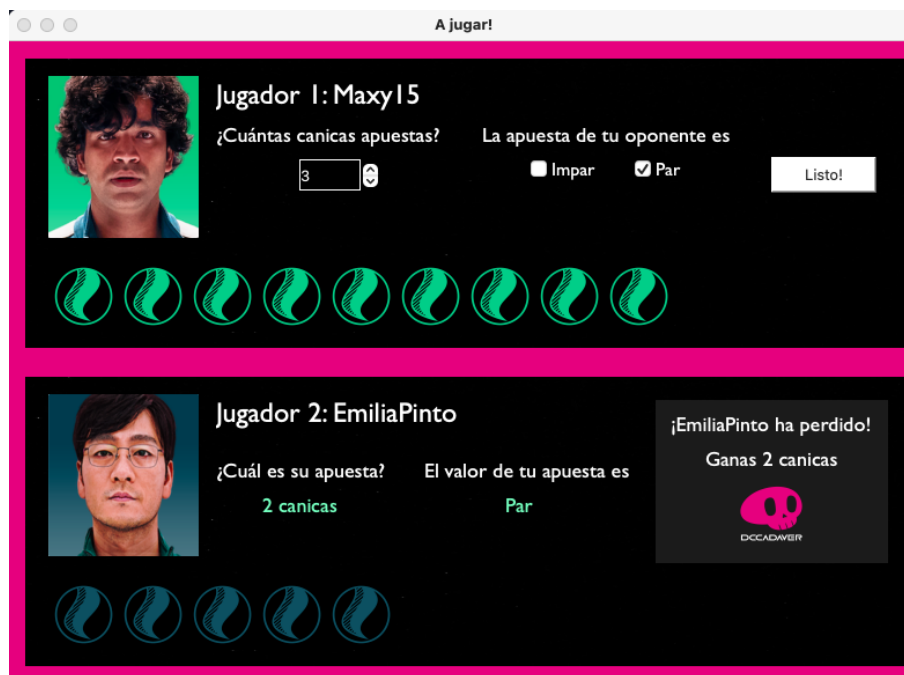 A jugar!
Jugador 1: Maxy15
¿Cuántas canicas apuestas?
La apuesta de tu oponente es
3
Impar
Par
Listo!
Jugador 2: EmiliaPinto
¿Cuál es su apuesta?
El valor de tu apuesta es
2 canicas
Par
¡EmiliaPinto ha perdido!
Ganas 2 canicas
DCCADAVER